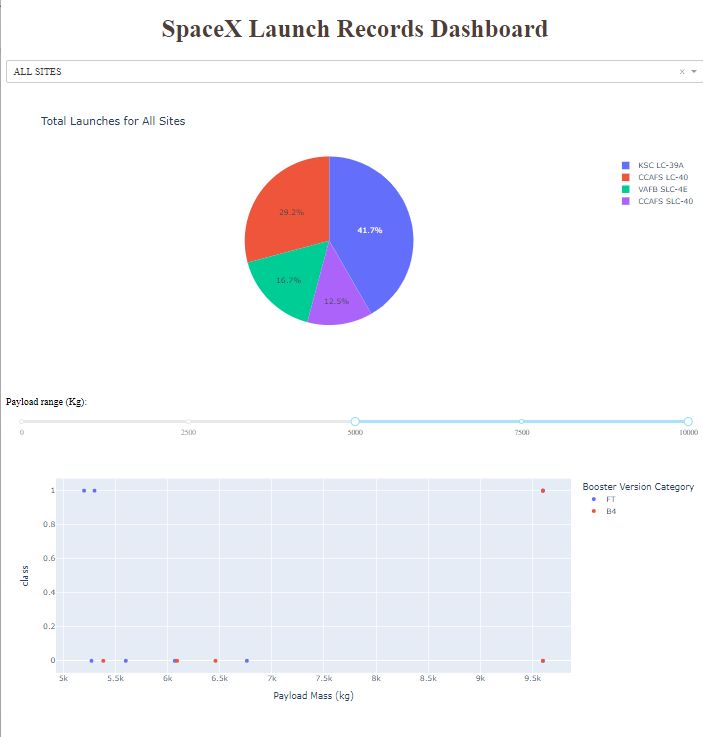 SpaceX Launch Records Dashboard
ALL SITES
Total Launches for All Sites
KSC LC-39A
CCAFS LC-40
VAFB SLC-4E
CCAFS SLC-40
29.2%
41.7%
16.7%
12.5%
Payload range (Kg):
0 2500 5000 7500 10000
Booster Version Category
FT
B4
1
0.8
0.6
0.4
0.2
0
class
5k 5.5k 6k 6.5k 7k 7.5k 8k 8.5k 9k 9.5k
Payload Mass (kg)